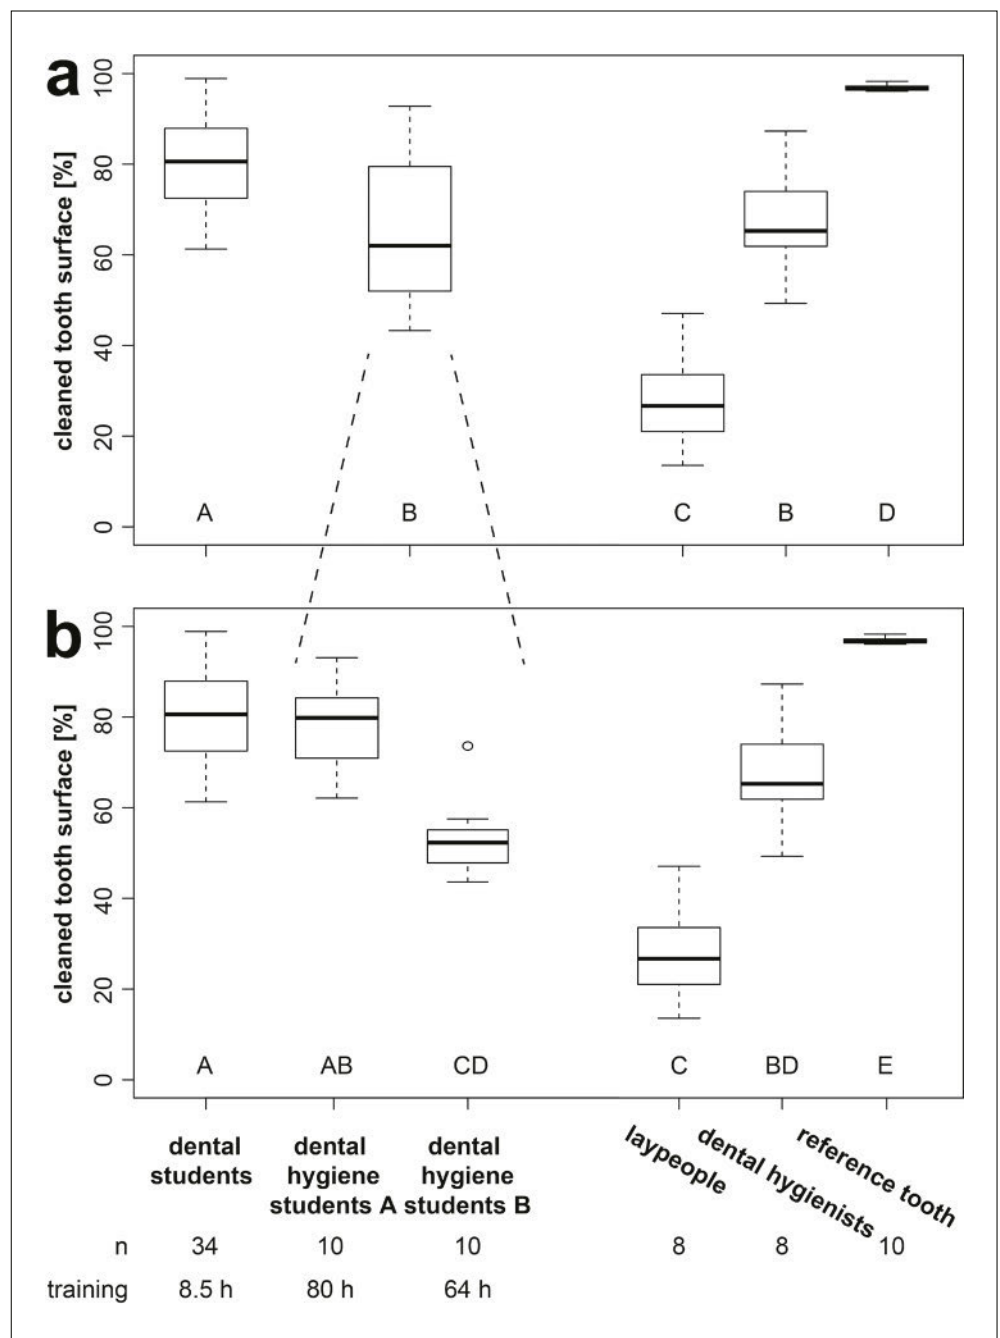 a
cleaned tooth surface [%]
100
80
60
40
20
0
A B C B D
b
cleaned tooth surface [%]
100
80
60
40
20
0
A AB CD C BD E
dental students
dental hygiene students A
dental hygiene students B
laypeople
dental hygienists
reference tooth
n 34 10 10 8 8 10
training 8.5 h 80 h 64 h